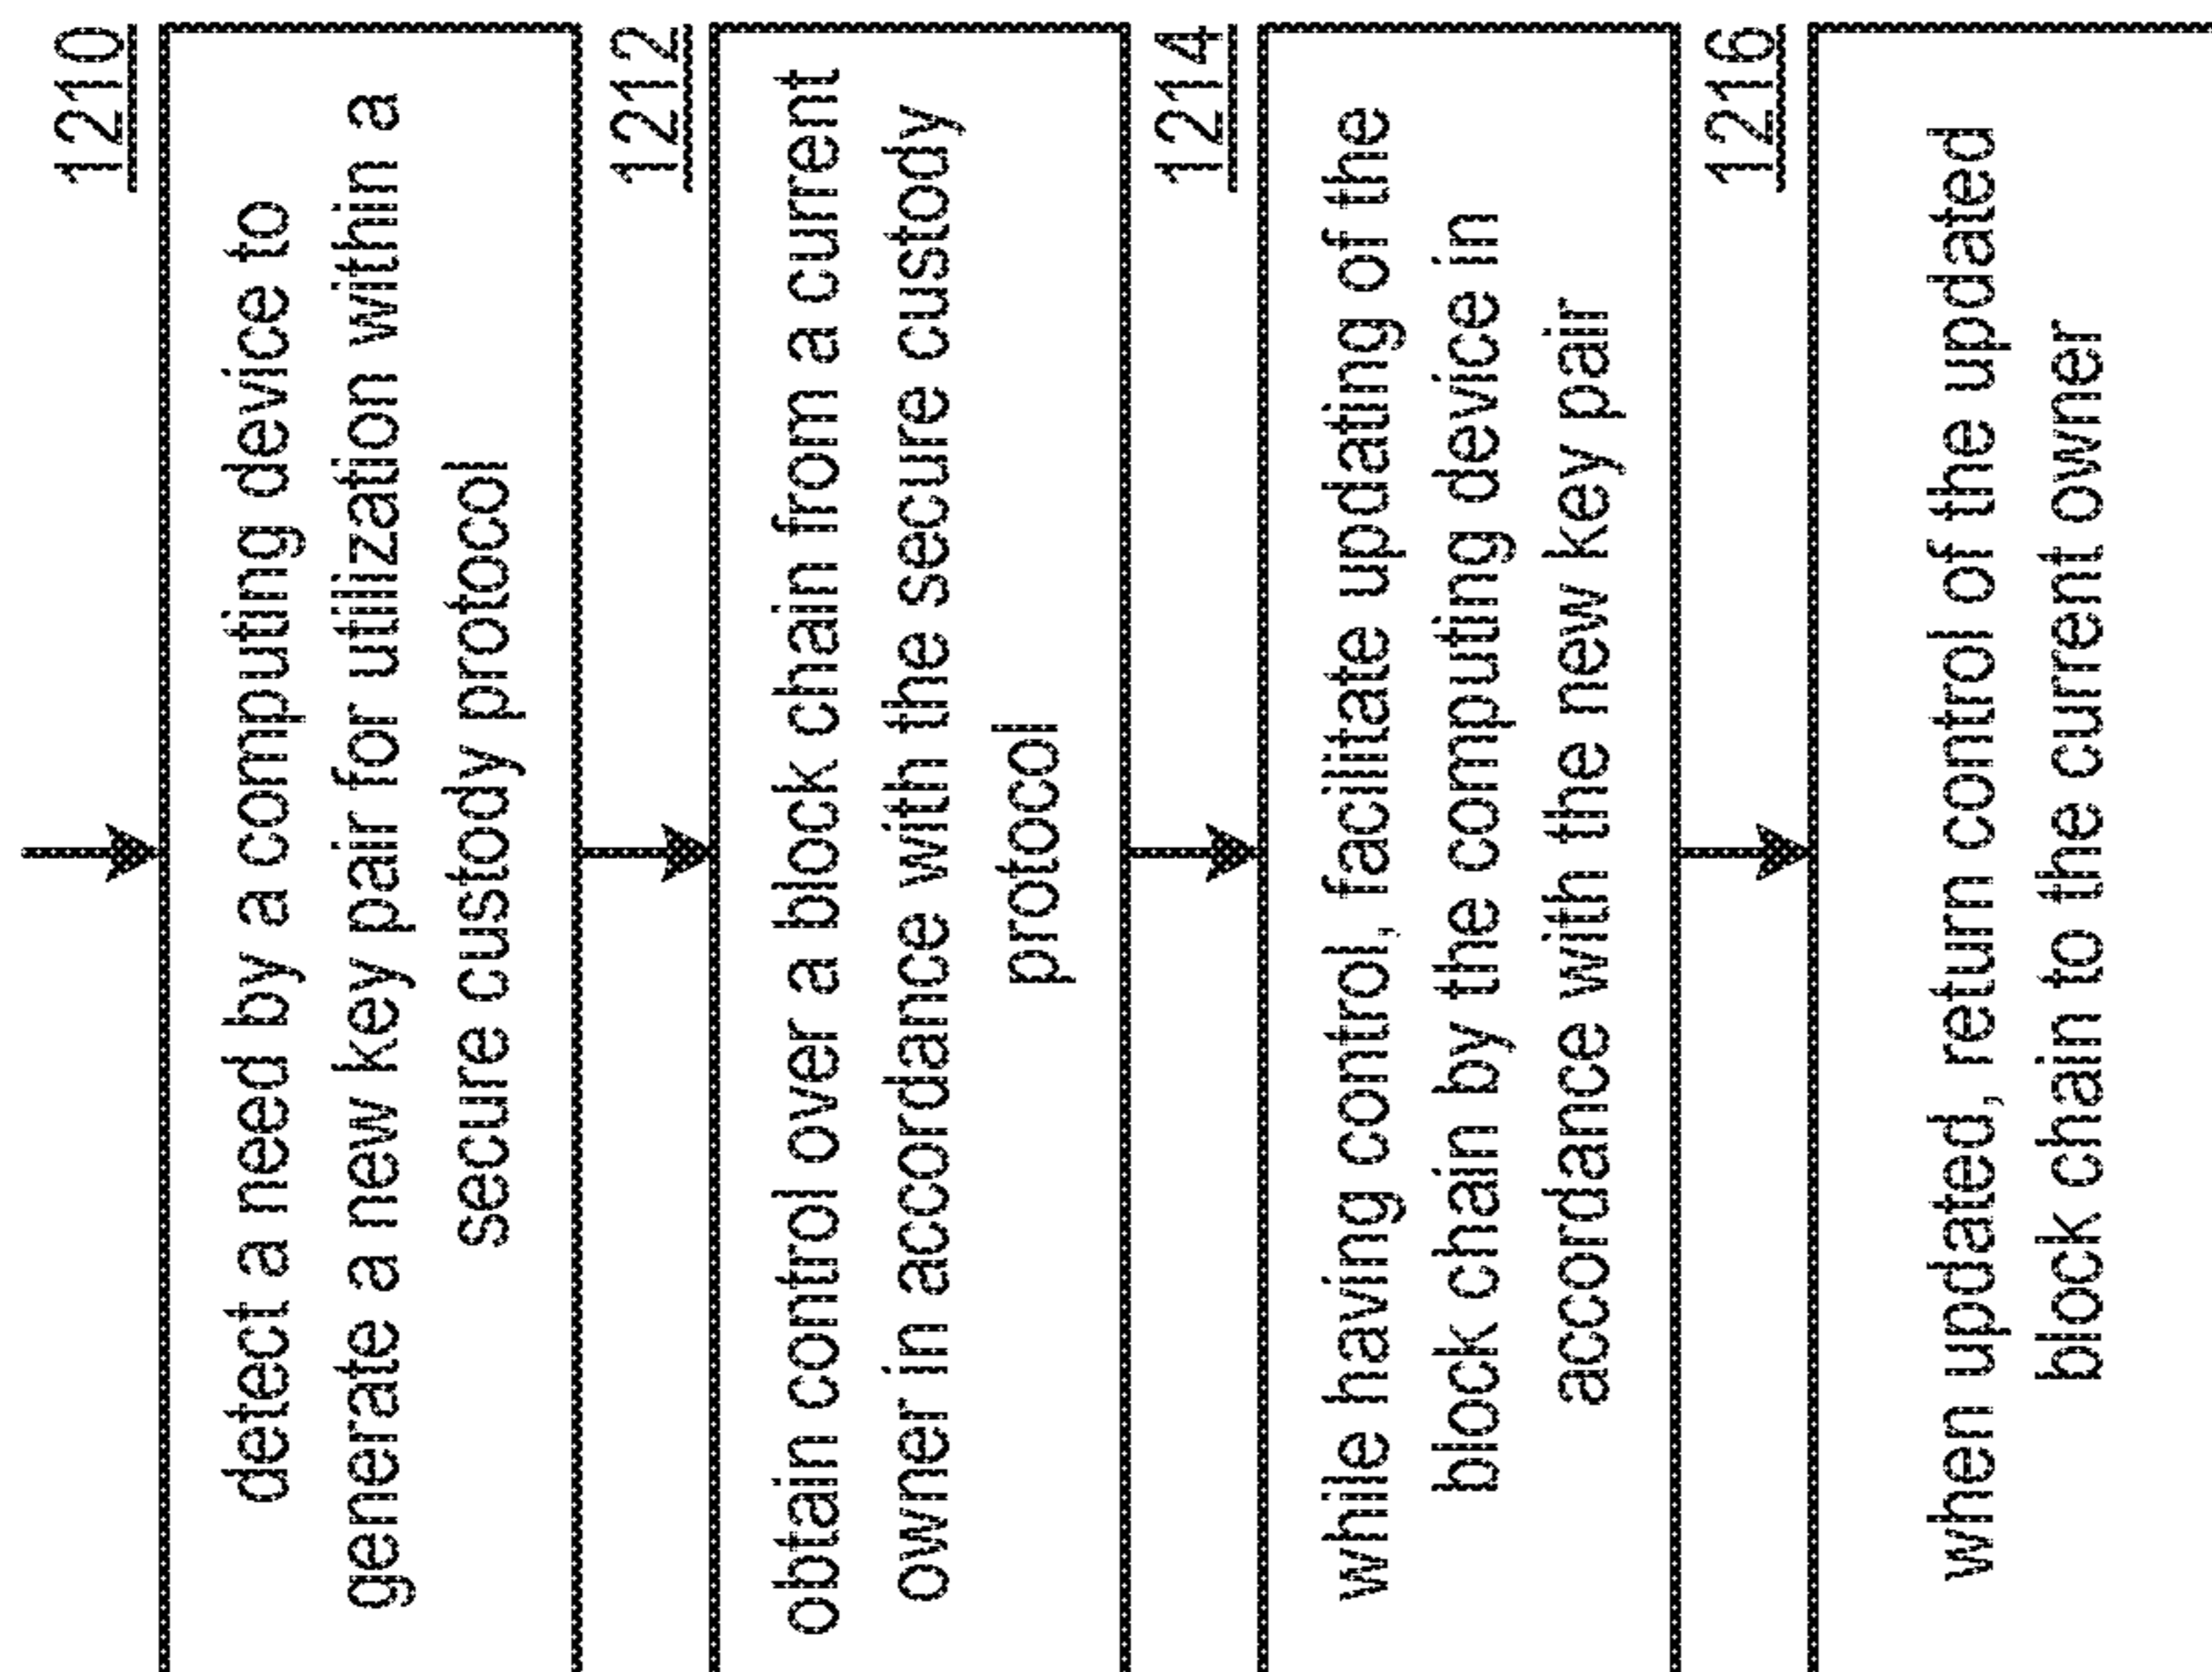 1210
detect a need by a computing device to
generate a new key pair for utilization within a
secure custody protocol
1212
obtain control over a block chain from a current
owner in accordance with the secure custody
protocol
1214
while having control, facilitate updating of the
block chain by the computing device in
accordance with the new key pair
1216
when updated, return control of the updated
block chain to the current owner